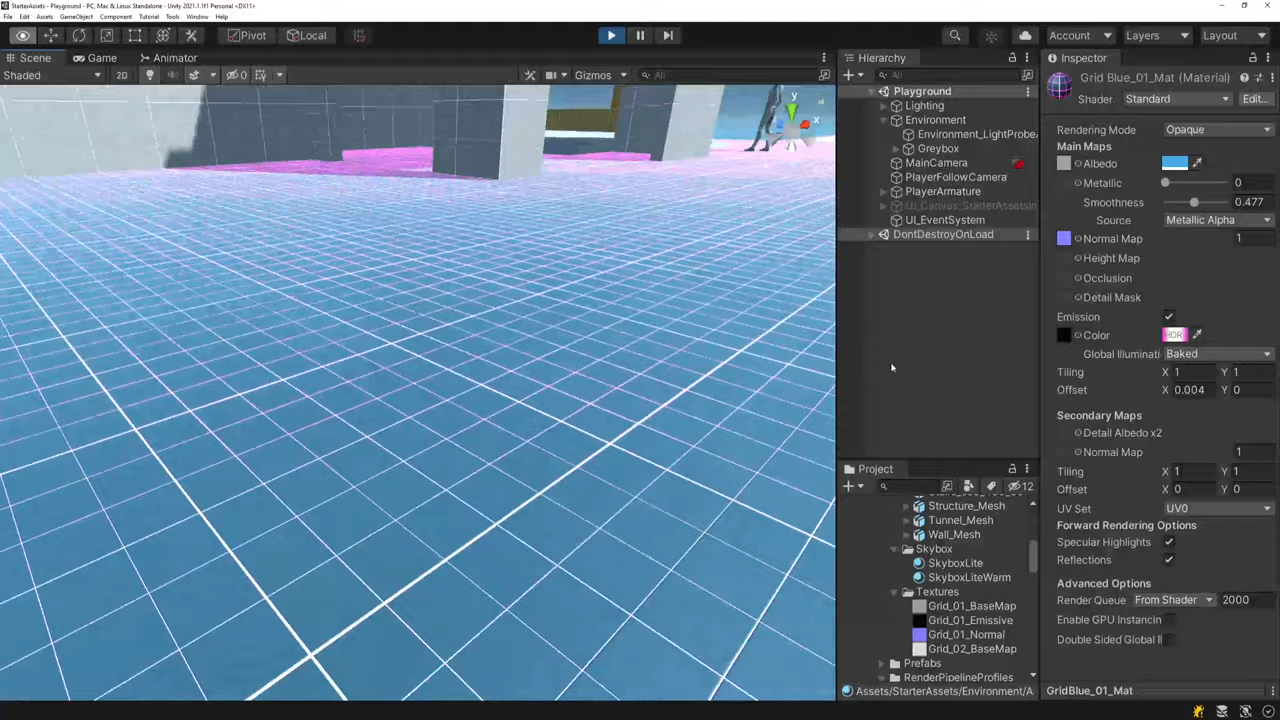 StarterAssets - Playground - PC, Mac & Linux Standalone - Unity 2021.1.1f1 Personal <DX11>
File Edit Assets GameObject Component Tutorial Tools Window Help
Pivot Local Account Layers Layout
Scene Game Animator
Shaded 2D 0 Gizmos All
y
x
Hierarchy
All
Playground
Lighting
Environment
Environment_LightProbe
Greybox
MainCamera
PlayerFollowCamera
PlayerArmature
UI_Canvas_StarterAssetsIn
UI_EventSystem
DontDestroyOnLoad
Project
12
Structure_Mesh
Tunnel_Mesh
Wall_Mesh
Skybox
SkyboxLite
SkyboxLiteWarm
Textures
Grid_01_BaseMap
Grid_01_Emissive
Grid_01_Normal
Grid_02_BaseMap
Prefabs
RenderPipelineProfiles
Assets/StarterAssets/Environment/A
Inspector
Grid Blue_01_Mat (Material)
Shader Standard Edit...
Rendering Mode Opaque
Main Maps
Albedo
Metallic 0
Smoothness 0.477
Source Metallic Alpha
Normal Map 1
Height Map
Occlusion
Detail Mask
Emission
Color HDR
Global Illuminati Baked
Tiling X 1 Y 1
Offset X 0.004 Y 0
Secondary Maps
Detail Albedo x2
Normal Map 1
Tiling X 1 Y 1
Offset X 0 Y 0
UV Set UV0
Forward Rendering Options
Specular Highlights
Reflections
Advanced Options
Render Queue From Shader 2000
Enable GPU Instancin
Double Sided Global Il
GridBlue_01_Mat